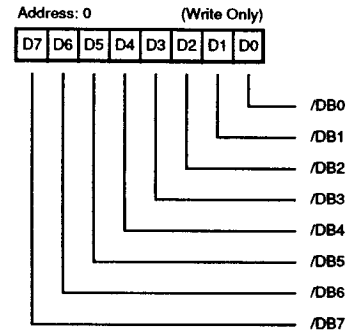 Address: 0 (Write Only)
D7 D6 D5 D4 D3 D2 D1 D0
/DB0
/DB1
/DB2
/DB3
/DB4
/DB5
/DB6
/DB7